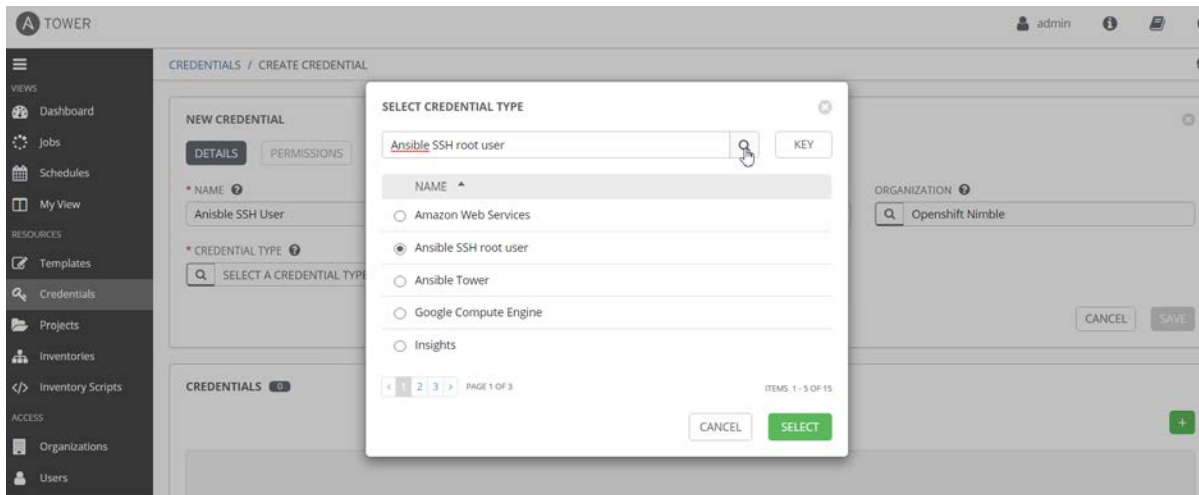 A TOWER
admin
CREDENTIALS / CREATE CREDENTIAL
VIEWS
Dashboard
Jobs
Schedules
My View
RESOURCES
Templates
Credentials
Projects
Inventories
Inventory Scripts
ACCESS
Organizations
Users
NEW CREDENTIAL
DETAILS
PERMISSIONS
* NAME
Anisble SSH User
* CREDENTIAL TYPE
SELECT A CREDENTIAL TYPE
ORGANIZATION
Openshift Nimble
CANCEL
SAVE
CREDENTIALS 0
SELECT CREDENTIAL TYPE
Ansible SSH root user
KEY
NAME
Amazon Web Services
Ansible SSH root user
Ansible Tower
Google Compute Engine
Insights
< 1 2 3 > PAGE 1 OF 3
ITEMS 1 - 5 OF 15
CANCEL
SELECT